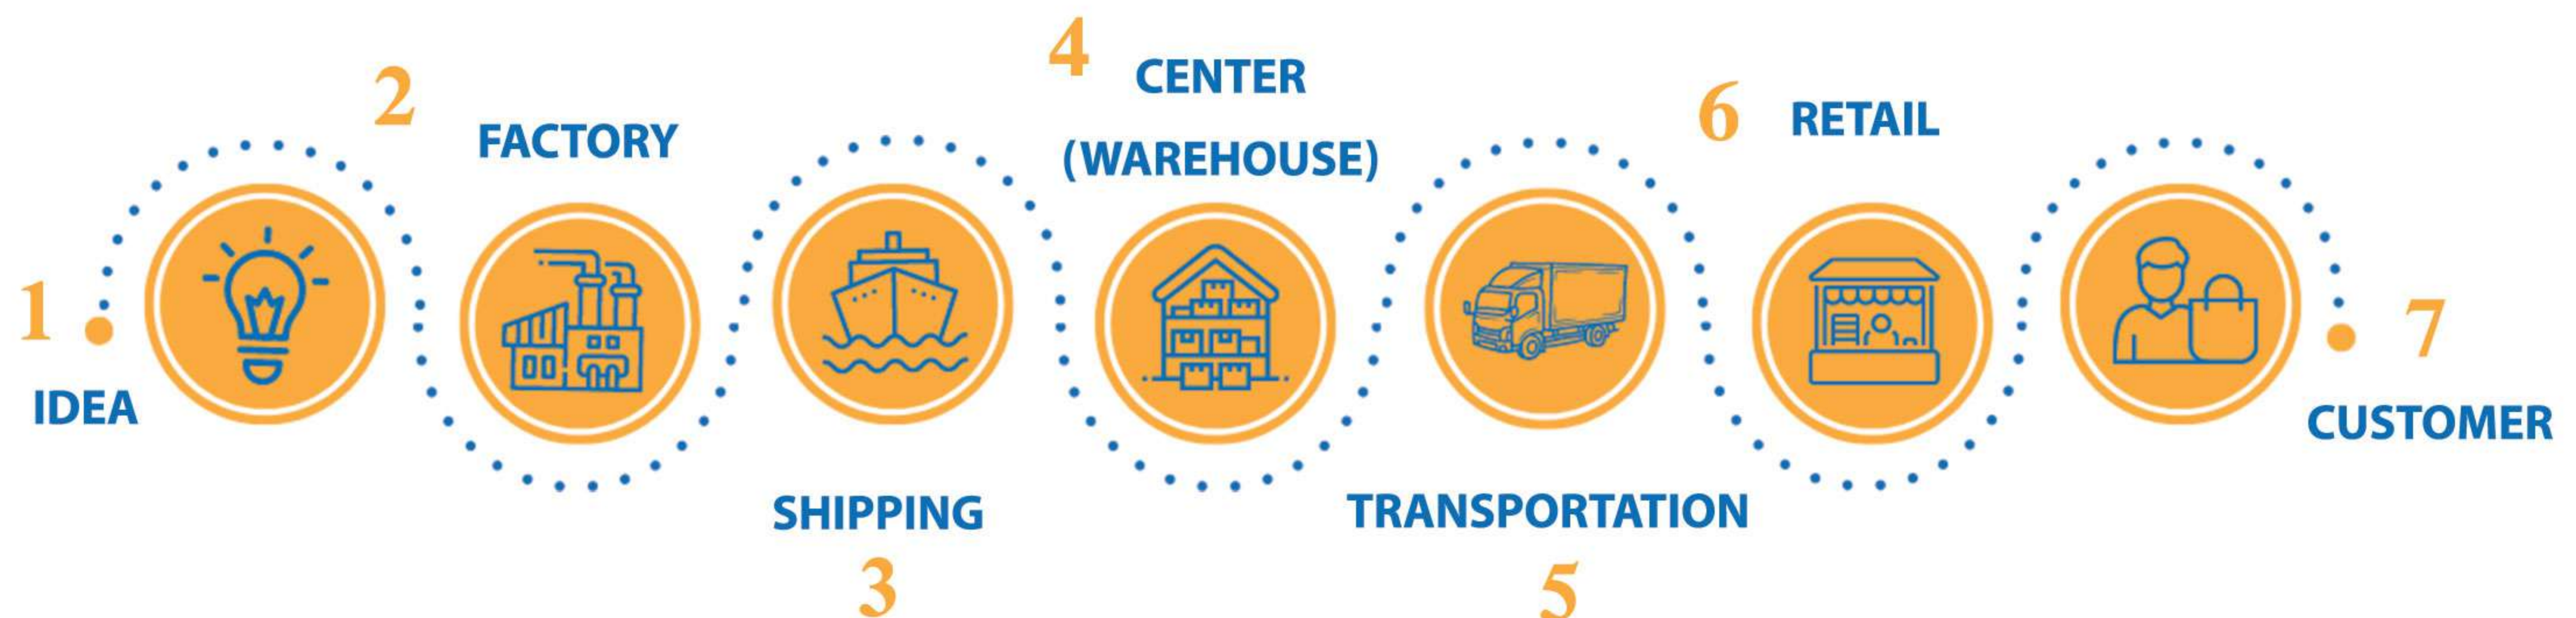 1
IDEA
2
FACTORY
SHIPPING
3
4
CENTER
(WAREHOUSE)
TRANSPORTATION
5
6
RETAIL
7
CUSTOMER